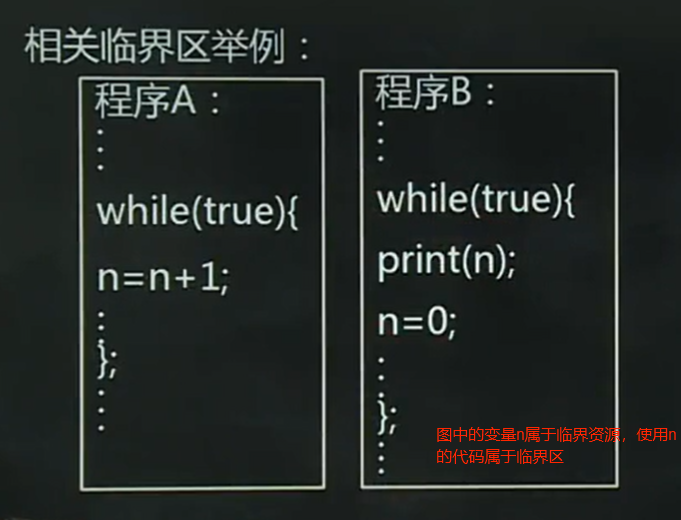 相关临界区举例：
程序A：
:
:
while(true){
n=n+1;
:
};
:
:
程序B：
:
:
while(true){
print(n);
n=0;
:
:
};
:
:
图中的变量n属于临界资源，使用n
的代码属于临界区